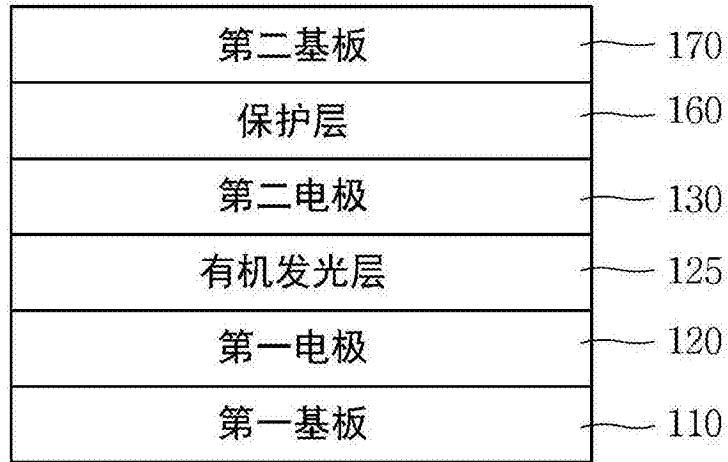 第二基板 170
保护层 160
第二电极 130
有机发光层 125
第一电极 120
第一基板 110